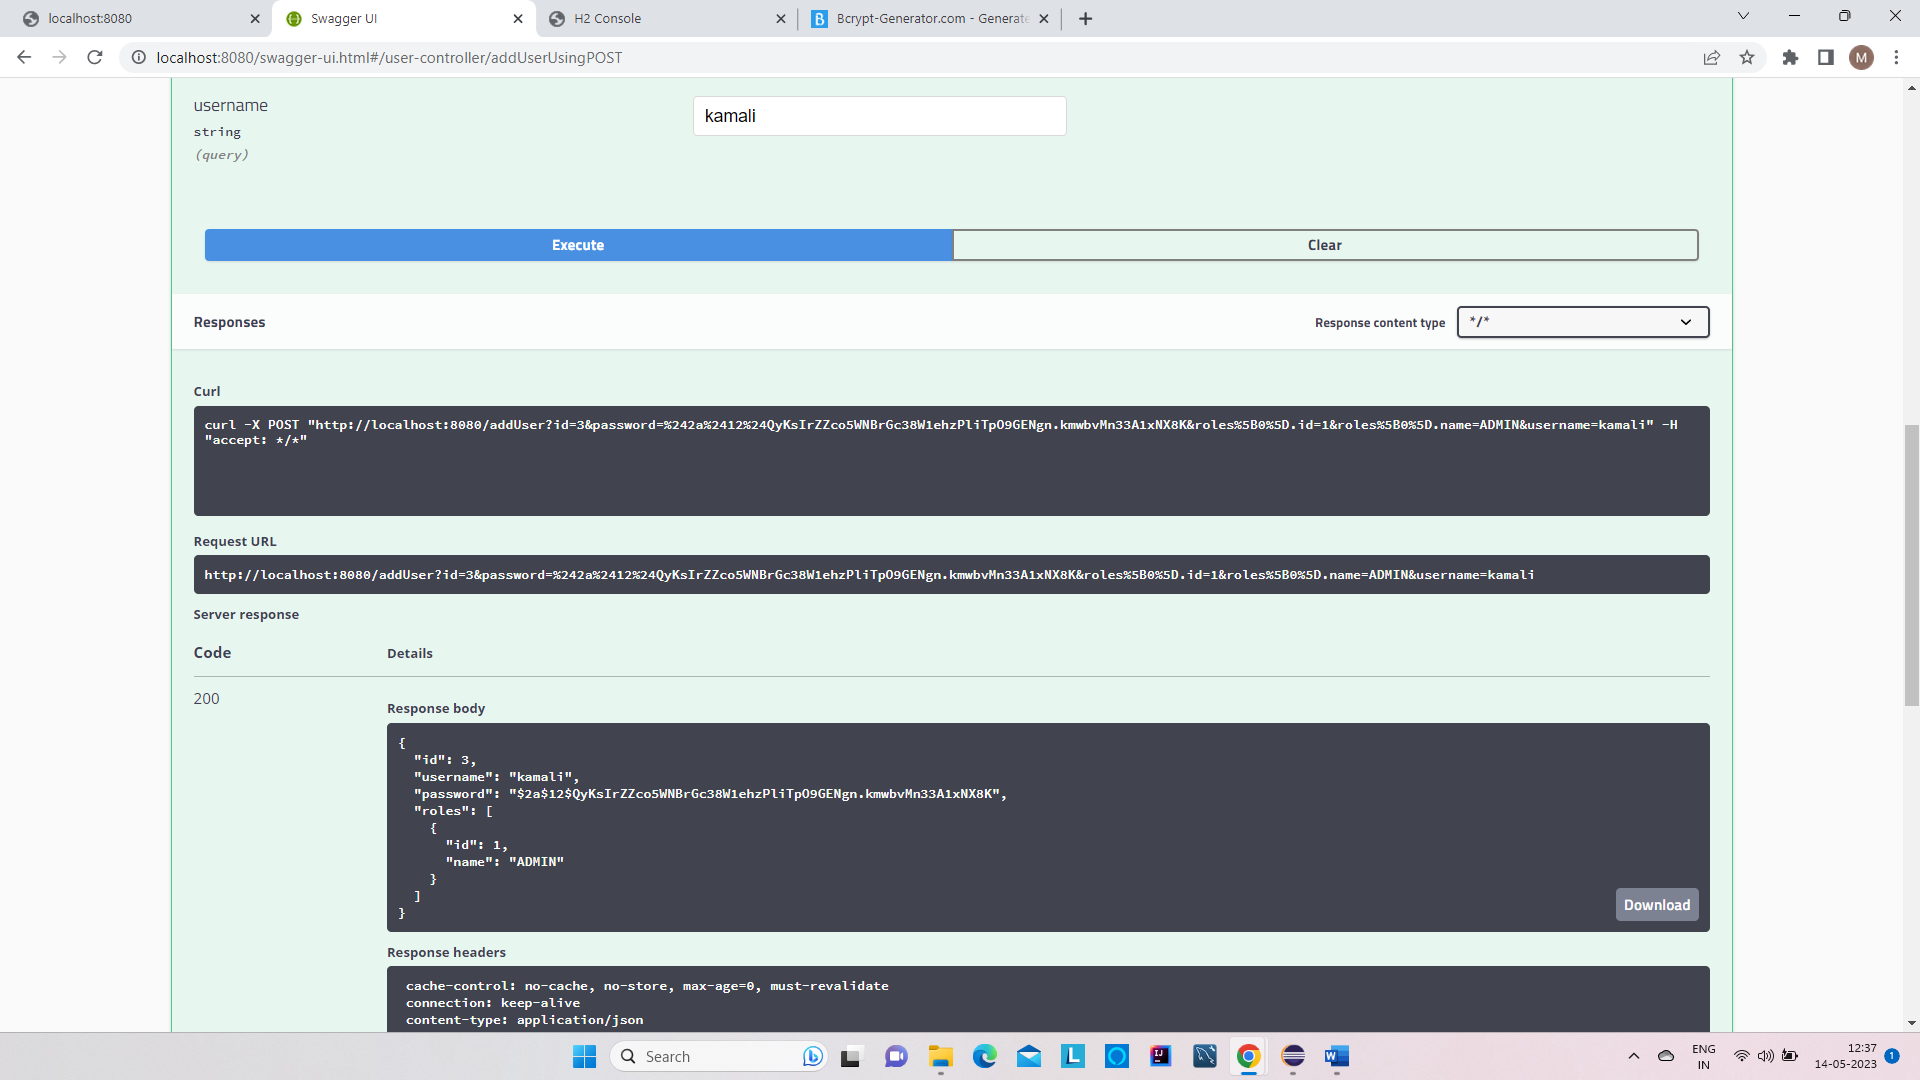 localhost:8080
Swagger UI
H2 Console
Bcrypt-Generator.com - Generate
localhost:8080/swagger-ui.html#/user-controller/addUserUsingPOST
M
username
string
(query)
kamali
Execute
Clear
Responses
Response content type
*/*
Curl
curl -X POST "http://localhost:8080/addUser?id=3&password=%242a%2412%24QyKsIrZZco5WNBrGc38W1ehzPliTpO9GENgn.kmwbvMn33A1xNX8K&roles%5B0%5D.id=1&roles%5B0%5D.name=ADMIN&username=kamali" -H
"accept: */*"
Request URL
http://localhost:8080/addUser?id=3&password=%242a%2412%24QyKsIrZZco5WNBrGc38W1ehzPliTpO9GENgn.kmwbvMn33A1xNX8K&roles%5B0%5D.id=1&roles%5B0%5D.name=ADMIN&username=kamali
Server response
Code
Details
200
Response body
{
"id": 3,
"username": "kamali",
"password": "$2a$12$QyKsIrZZco5WNBrGc38W1ehzPliTpO9GENgn.kmwbvMn33A1xNX8K",
"roles": [
{
"id": 1,
"name": "ADMIN"
}
]
}
Download
Response headers
cache-control: no-cache, no-store, max-age=0, must-revalidate
connection: keep-alive
content-type: application/json
Search
ENG
IN
12:37
14-05-2023
1